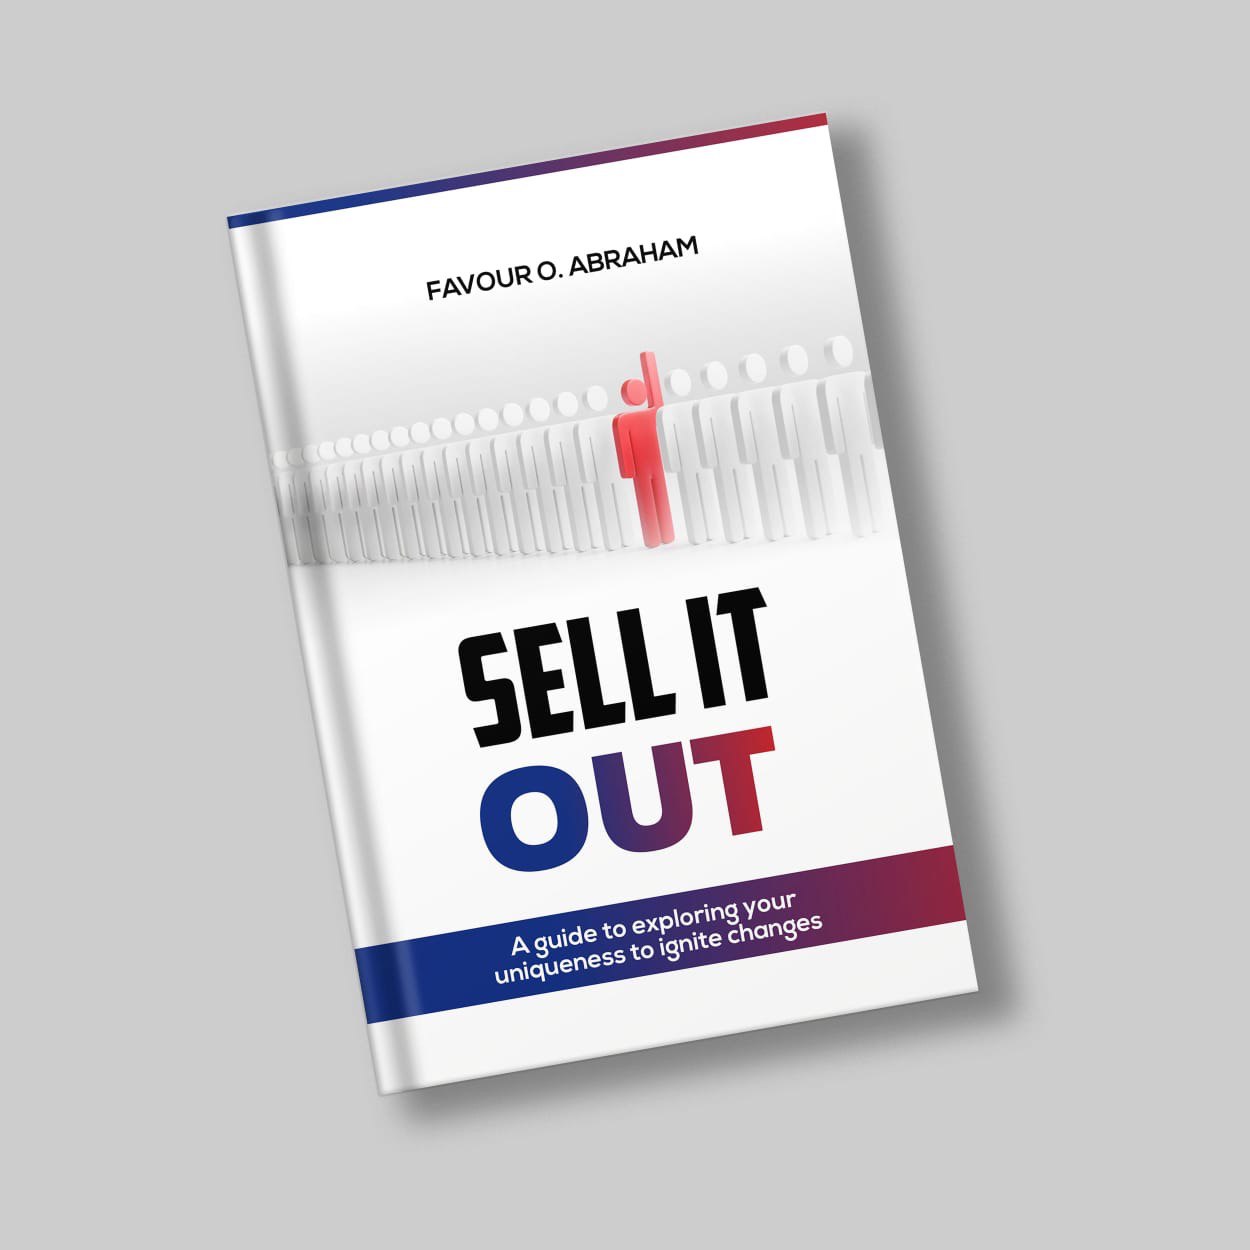 FAVOUR O. ABRAHAM
SELL IT
OUT
A guide to exploring your
uniqueness to ignite changes